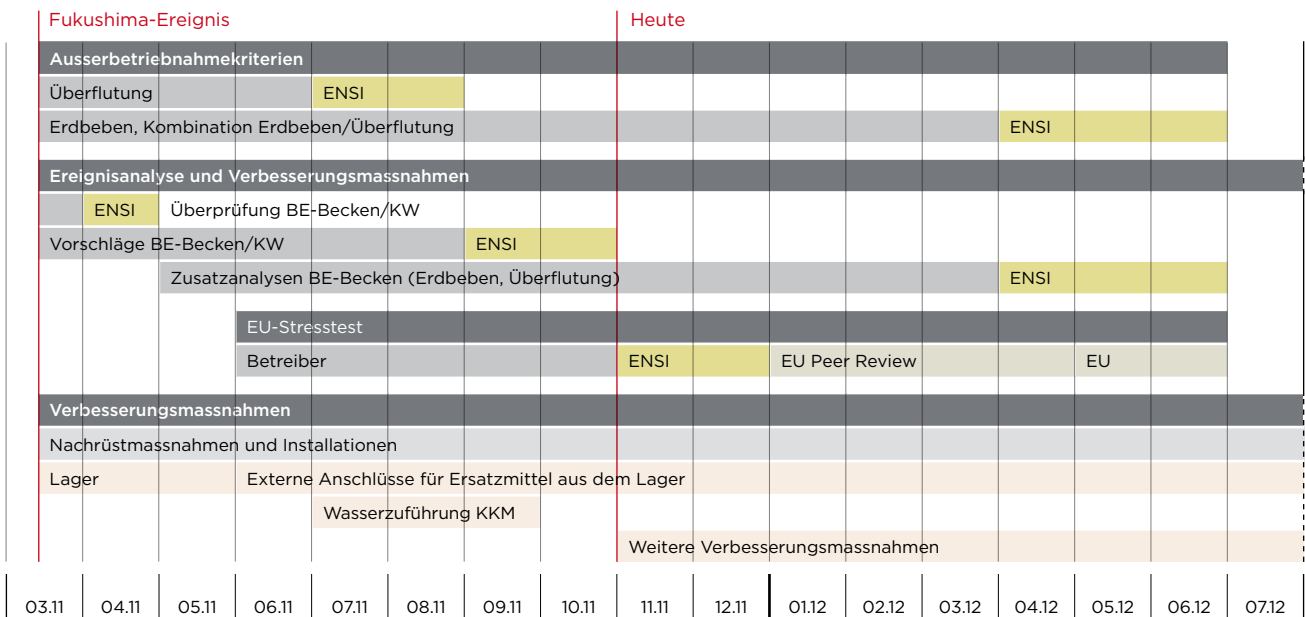 Fukushima-Ereignis
Heute
Ausserbetriebnahmekriterien
Überflutung
ENSI
Erdbeben, Kombination Erdbeben/Überflutung
ENSI
Ereignisanalyse und Verbesserungsmassnahmen
ENSI
Überprüfung BE-Becken/KW
Vorschläge BE-Becken/KW
ENSI
Zusatzanalysen BE-Becken (Erdbeben, Überflutung)
ENSI
EU-Stresstest
Betreiber
ENSI
EU Peer Review
EU
Verbesserungsmassnahmen
Nachrüstmassnahmen und Installationen
Lager
Externe Anschlüsse für Ersatzmittel aus dem Lager
Wasserzuführung KKM
Weitere Verbesserungsmassnahmen
03.11 04.11 05.11 06.11 07.11 08.11 09.11 10.11 11.11 12.11 01.12 02.12 03.12 04.12 05.12 06.12 07.12